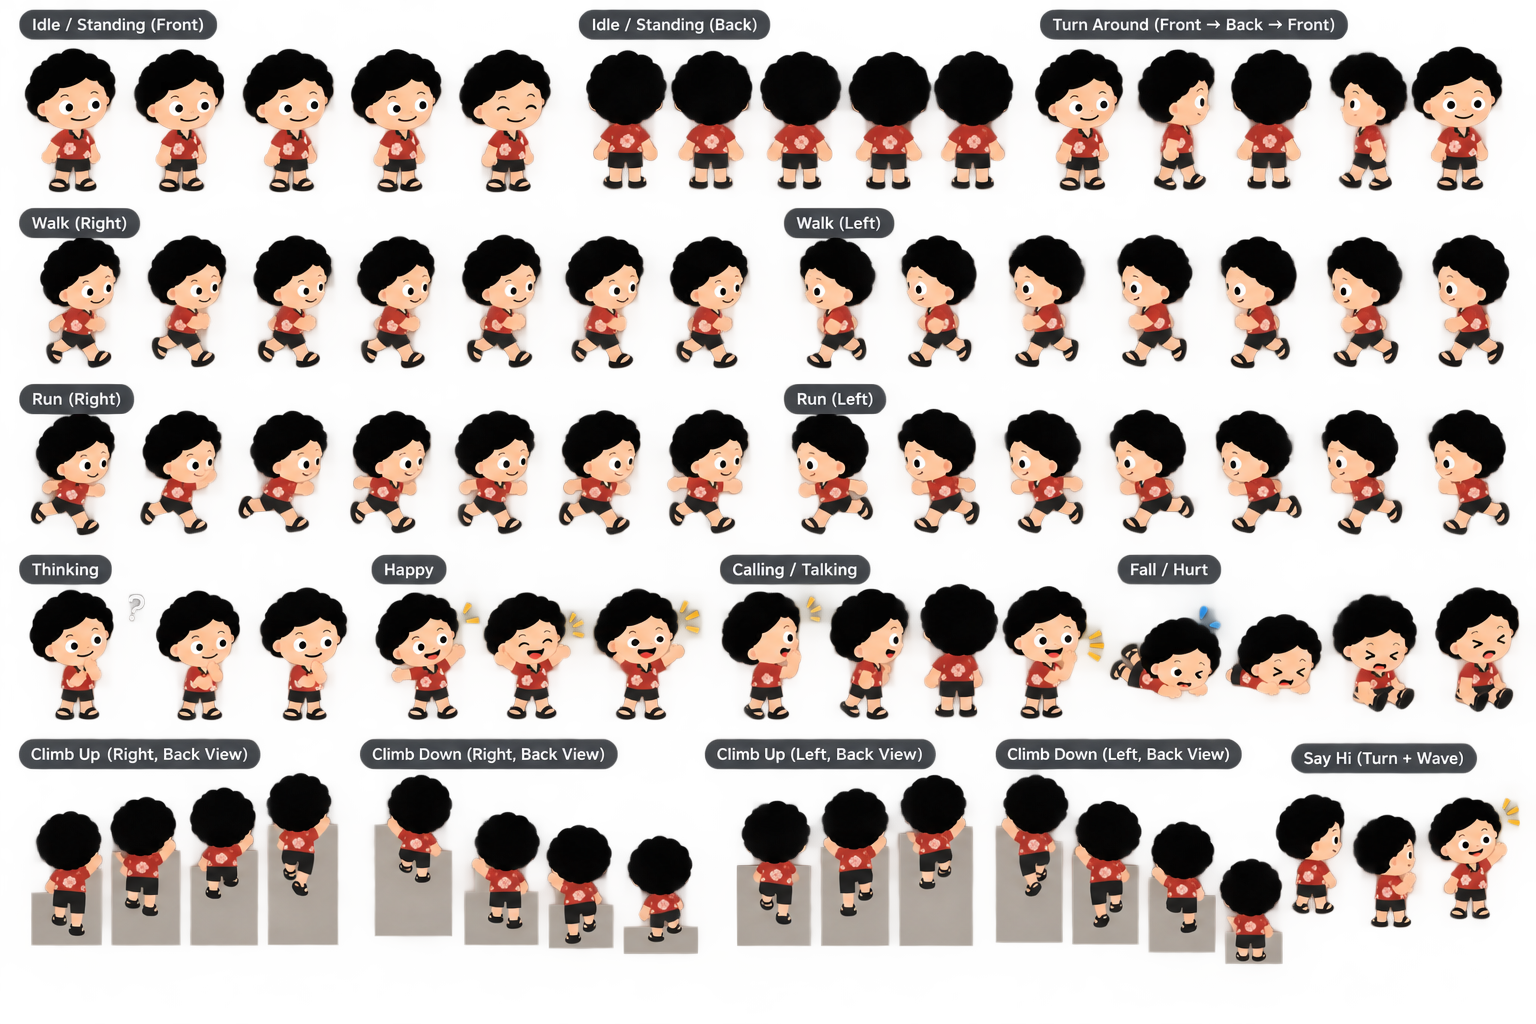 Idle / Standing (Front)
Idle / Standing (Back)
Turn Around (Front → Back → Front)
Walk (Right)
Walk (Left)
Run (Right)
Run (Left)
Thinking
Happy
Calling / Talking
Fall / Hurt
?
Climb Up (Right, Back View)
Climb Down (Right, Back View)
Climb Up (Left, Back View)
Climb Down (Left, Back View)
Say Hi (Turn + Wave)